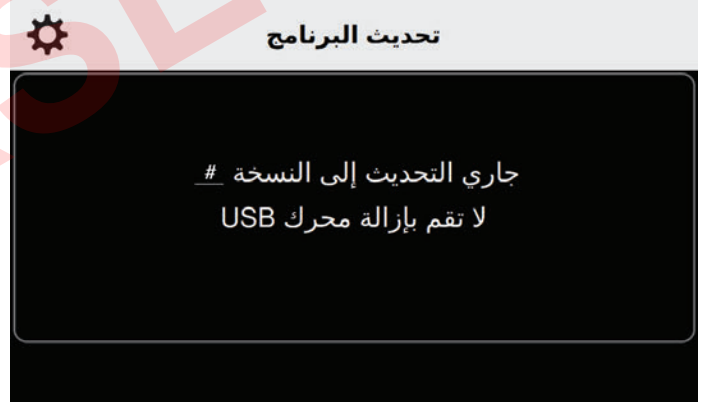 تحديث البرنامج
جاري التحديث إلى النسخة _#_
لا تقم بإزالة محرك USB